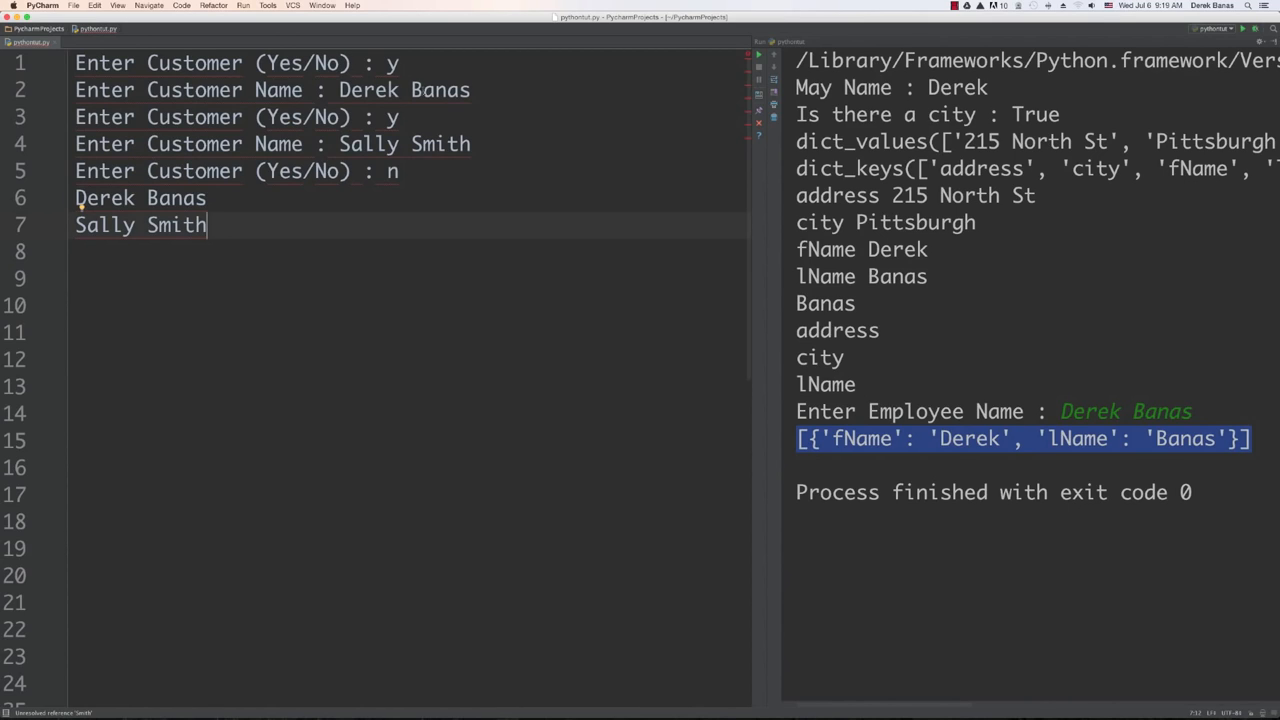 PyCharm File Edit View Navigate Code Refactor Run Tools VCS Window Help 10 Wed Jul 6 9:19 AM Derek Banas
pythontut.py - PycharmProjects - [~/PycharmProjects]
PycharmProjects pythontut.py pythontut
pythontut.py
Run pythontut
1 Enter Customer (Yes/No) : y
2 Enter Customer Name : Derek Banas
3 Enter Customer (Yes/No) : y
4 Enter Customer Name : Sally Smith
5 Enter Customer (Yes/No) : n
6 Derek Banas
7 Sally Smith
8
9
10
11
12
13
14
15
16
17
18
19
20
21
22
23
24
/Library/Frameworks/Python.framework/Vers
May Name : Derek
Is there a city : True
dict_values(['215 North St', 'Pittsburgh
dict_keys(['address', 'city', 'fName', 'l
address 215 North St
city Pittsburgh
fName Derek
lName Banas
Banas
address
city
lName
Enter Employee Name : Derek Banas
[{'fName': 'Derek', 'lName': 'Banas'}]
Process finished with exit code 0
Unresolved reference 'Smith'
7:12 LF÷ UTF-8÷